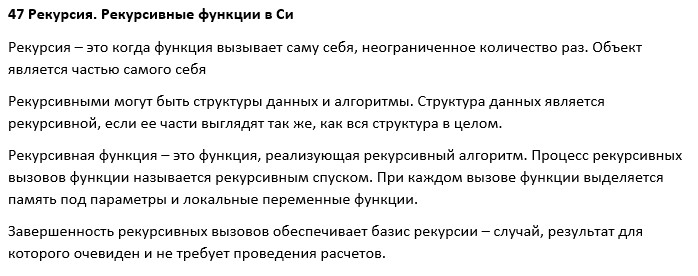 47 Рекурсия. Рекурсивные функции в Си
Рекурсия – это когда функция вызывает саму себя, неограниченное количество раз. Объект
является частью самого себя
Рекурсивными могут быть структуры данных и алгоритмы. Структура данных является
рекурсивной, если ее части выглядят так же, как вся структура в целом.
Рекурсивная функция – это функция, реализующая рекурсивный алгоритм. Процесс рекурсивных
вызовов функции называется рекурсивным спуском. При каждом вызове функции выделяется
память под параметры и локальные переменные функции.
Завершенность рекурсивных вызовов обеспечивает базис рекурсии – случай, результат для
которого очевиден и не требует проведения расчетов.